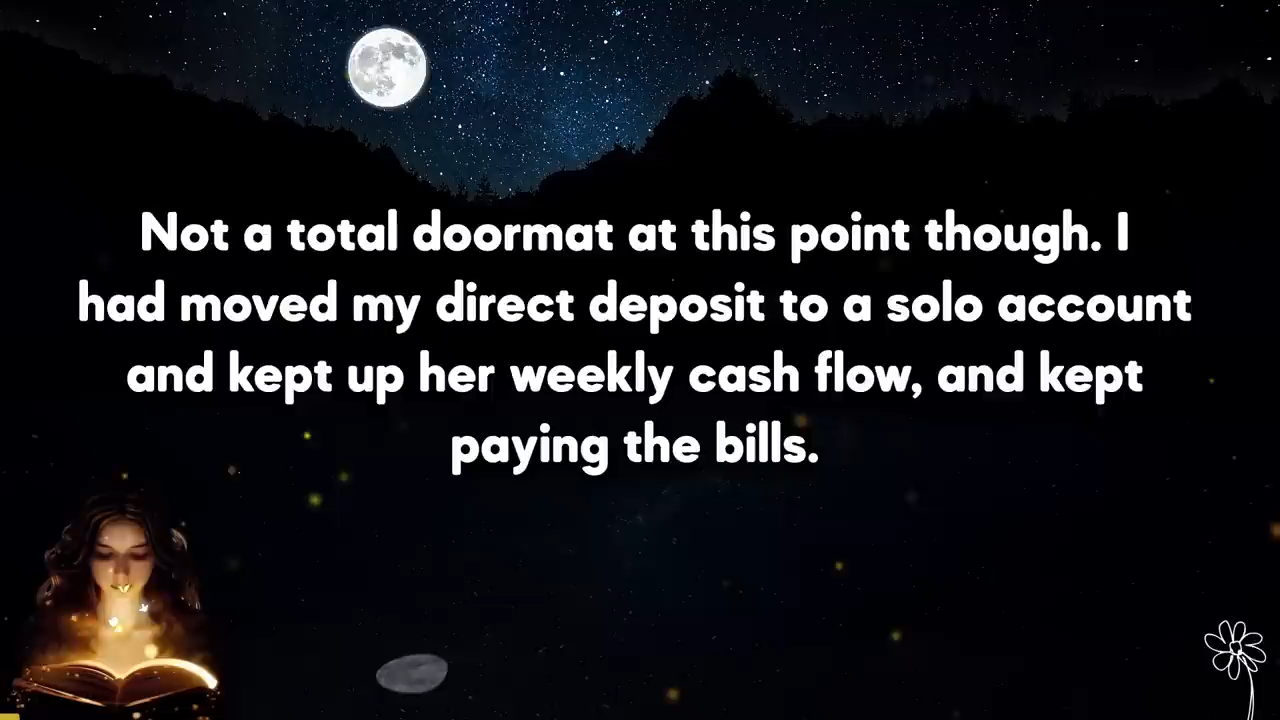 Not a total doormat at this point though. I
had moved my direct deposit to a solo account
and kept up her weekly cash flow, and kept
paying the bills.